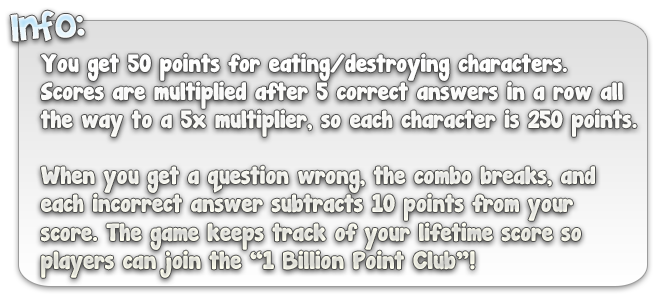 Info:
You get 50 points for eating/destroying characters.
Scores are multiplied after 5 correct answers in a row all
the way to a 5x multiplier, so each character is 250 points.
When you get a question wrong, the combo breaks, and
each incorrect answer subtracts 10 points from your
score. The game keeps track of your lifetime score so
players can join the “1 Billion Point Club”!